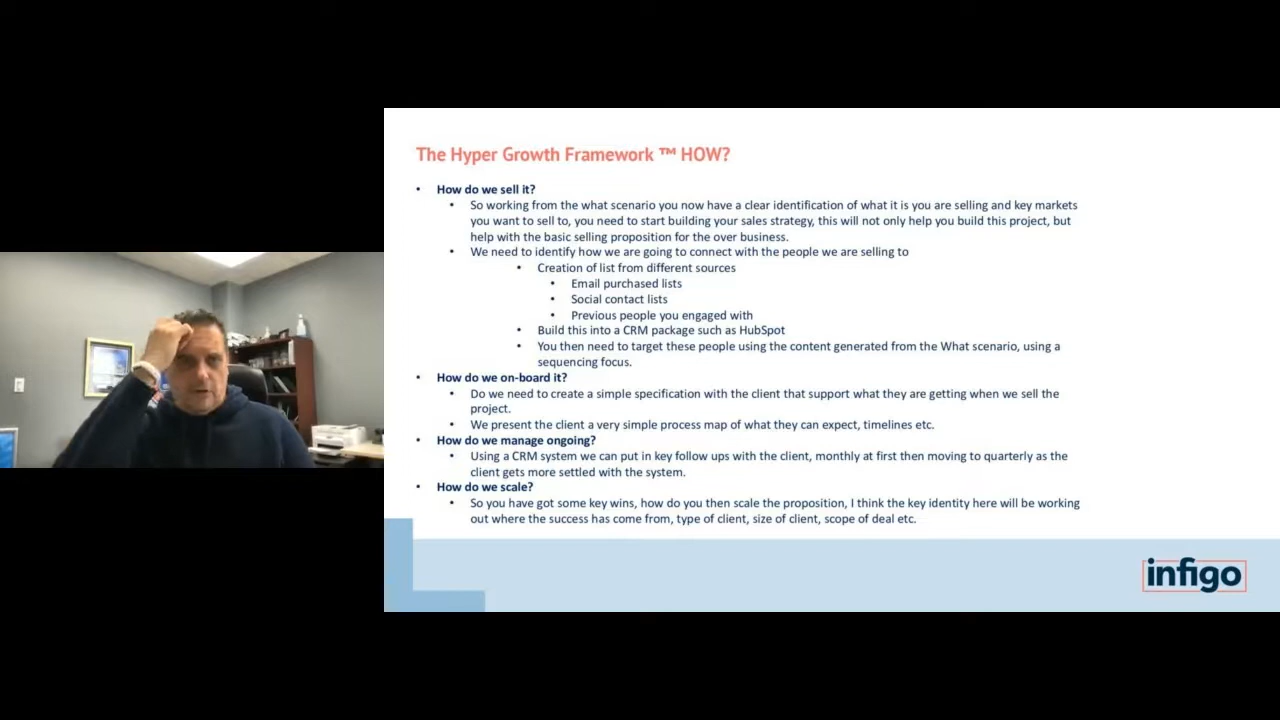 The Hyper Growth Framework ™ HOW?
• How do we sell it?
• So working from the what scenario you now have a clear identification of what it is you are selling and key markets
you want to sell to, you need to start building your sales strategy, this will not only help you build this project, but
help with the basic selling proposition for the over business.
• We need to identify how we are going to connect with the people we are selling to
• Creation of list from different sources
• Email purchased lists
• Social contact lists
• Previous people you engaged with
• Build this into a CRM package such as HubSpot
• You then need to target these people using the content generated from the What scenario, using a
sequencing focus.
• How do we on-board it?
• Do we need to create a simple specification with the client that support what they are getting when we sell the
project.
• We present the client a very simple process map of what they can expect, timelines etc.
• How do we manage ongoing?
• Using a CRM system we can put in key follow ups with the client, monthly at first then moving to quarterly as the
client gets more settled with the system.
• How do we scale?
• So you have got some key wins, how do you then scale the proposition, I think the key identity here will be working
out where the success has come from, type of client, size of client, scope of deal etc.
infigo